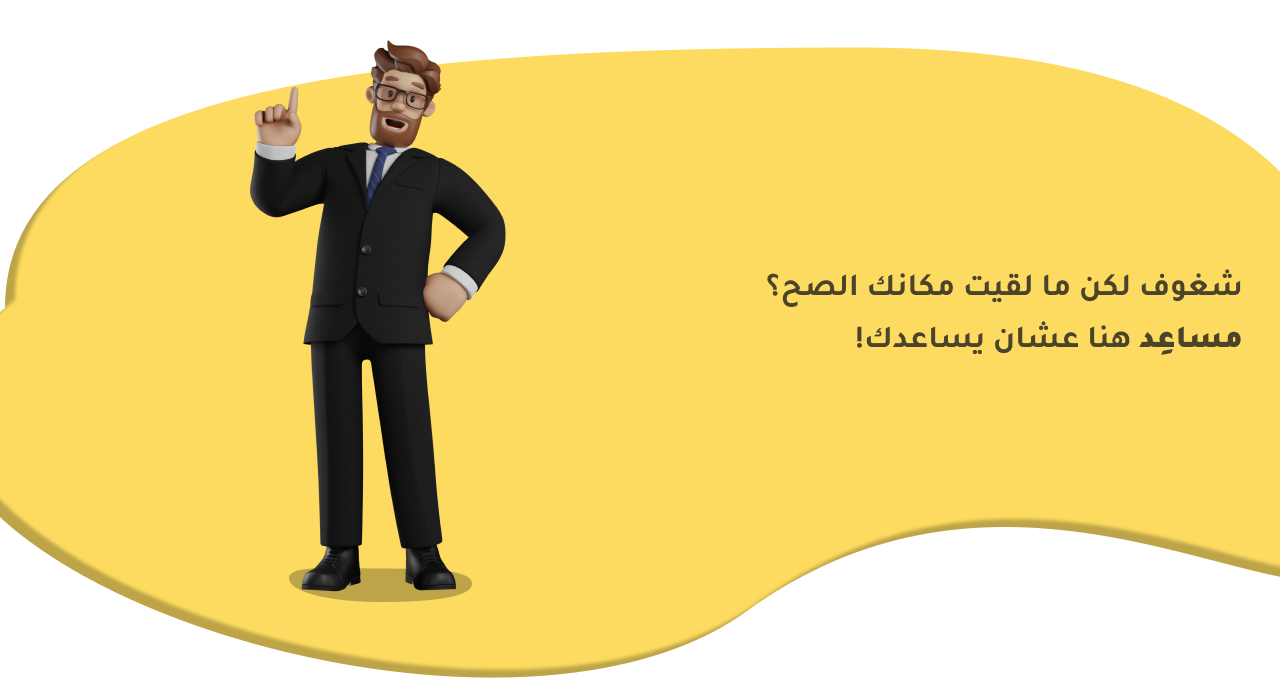 شغوف لكن ما لقيت مكانك الصح؟
مساعِد هنا عشان يساعدك!